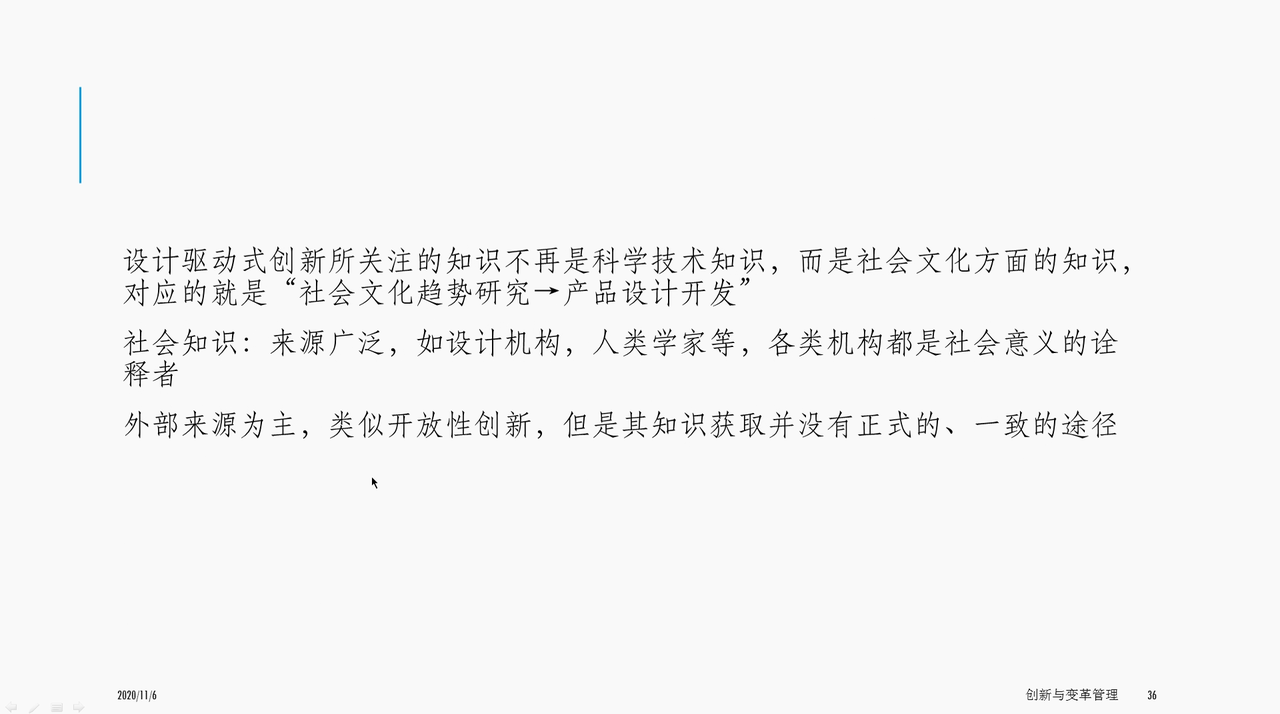 设计驱动式创新所关注的知识不再是科学技术知识，而是社会文化方面的知识，
对应的就是“社会文化趋势研究→产品设计开发”
社会知识：来源广泛，如设计机构，人类学家等，各类机构都是社会意义的诠
释者
外部来源为主，类似开放性创新，但是其知识获取并没有正式的、一致的途径
2020/11/6
创新与变革管理
36